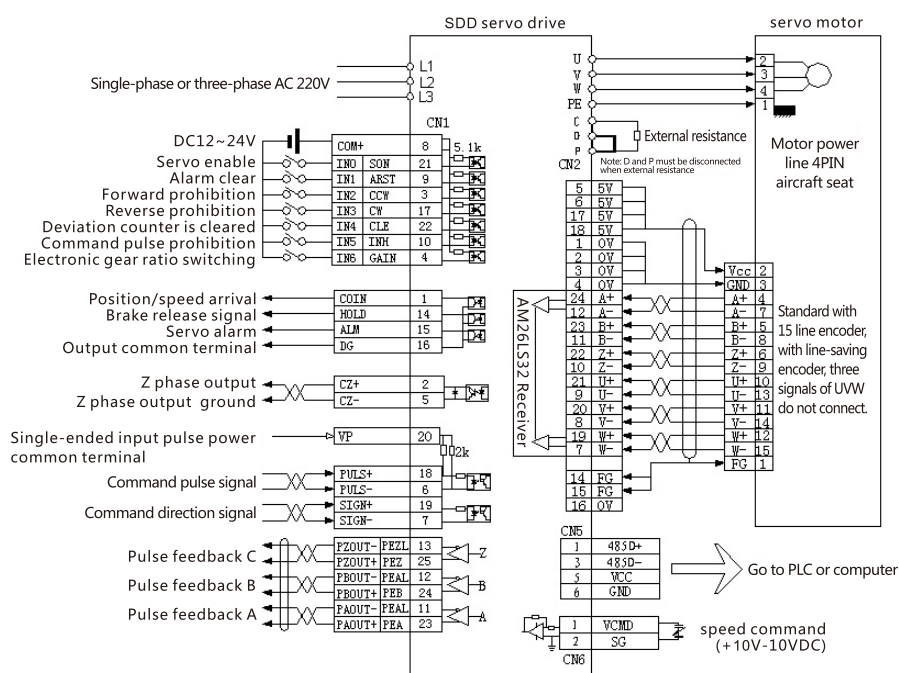 SDD servo drive
servo motor
Single-phase or three-phase AC 220V
L1
L2
L3
U
V
W
PE
C
D
P
2
3
4
1
External resistance
Note: D and P must be disconnected
when external resistance
Motor power
line 4PIN
aircraft seat
CN1
DC12~24V
COM+ 8
5.1k
Servo enable IN0 SON 21
Alarm clear IN1 ARST 9
Forward prohibition IN2 CCW 3
Reverse prohibition IN3 CW 17
Deviation counter is cleared IN4 CLE 22
Command pulse prohibition IN5 INH 10
Electronic gear ratio switching IN6 GAIN 4
Position/speed arrival COIN 1
Brake release signal HOLD 14
Servo alarm ALM 15
Output common terminal DG 16
Z phase output CZ+ 2
Z phase output ground CZ- 5
Single-ended input pulse power
common terminal
VP 20
2k
Command pulse signal
PULS+ 18
PULS- 6
Command direction signal
SIGN+ 19
SIGN- 7
Pulse feedback C
PZOUT- PEZL 13
PZOUT+ PEZ 25
Z
Pulse feedback B
PBOUT- PEAL 12
PBOUT+ PEB 24
B
Pulse feedback A
PAOUT- PEAL 11
PAOUT+ PEA 23
A
CN2
5 5V
6 5V
17 5V
18 5V
1 0V
2 0V
3 0V
4 0V
24 A+
12 A-
23 B+
11 B-
22 Z+
10 Z-
21 U+
9 U-
20 V+
8 V-
19 W+
7 W-
14 FG
15 FG
16 0V
AM26LS32 Receiver
Vcc 2
GND 3
A+ 4
A- 7
B+ 5
B- 8
Z+ 6
Z- 9
U+ 10
U- 13
V+ 11
V- 14
W+ 12
W- 15
FG 1
Standard with
15 line encoder,
with line-saving
encoder, three
signals of UVW
do not connect.
CN5
1 485D+
3 485D-
5 VCC
6 GND
Go to PLC or computer
1 VCMD
2 SG
CN6
speed command
(+10V-10VDC)